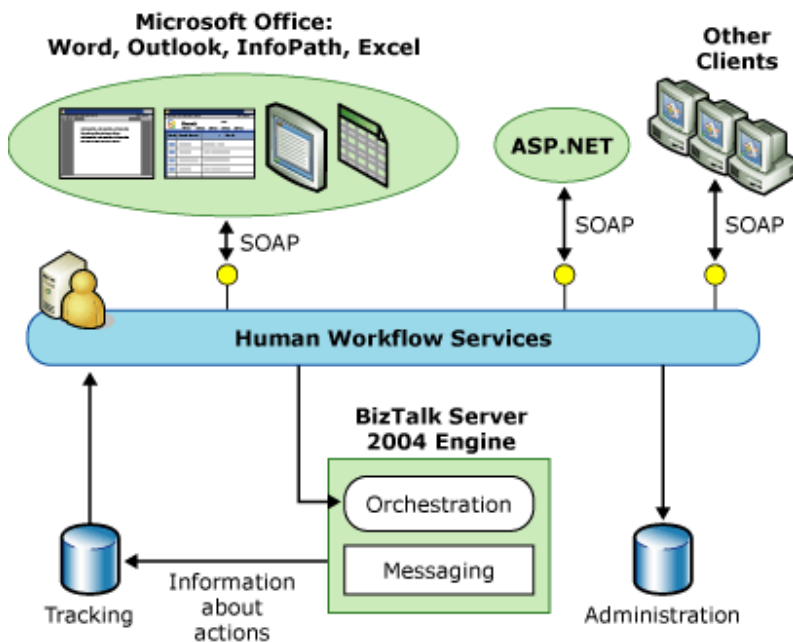 Microsoft Office:
Word, Outlook, InfoPath, Excel
Other
Clients
ASP.NET
SOAP
SOAP
SOAP
Human Workflow Services
BizTalk Server
2004 Engine
Orchestration
Messaging
Information
about
actions
Tracking
Administration